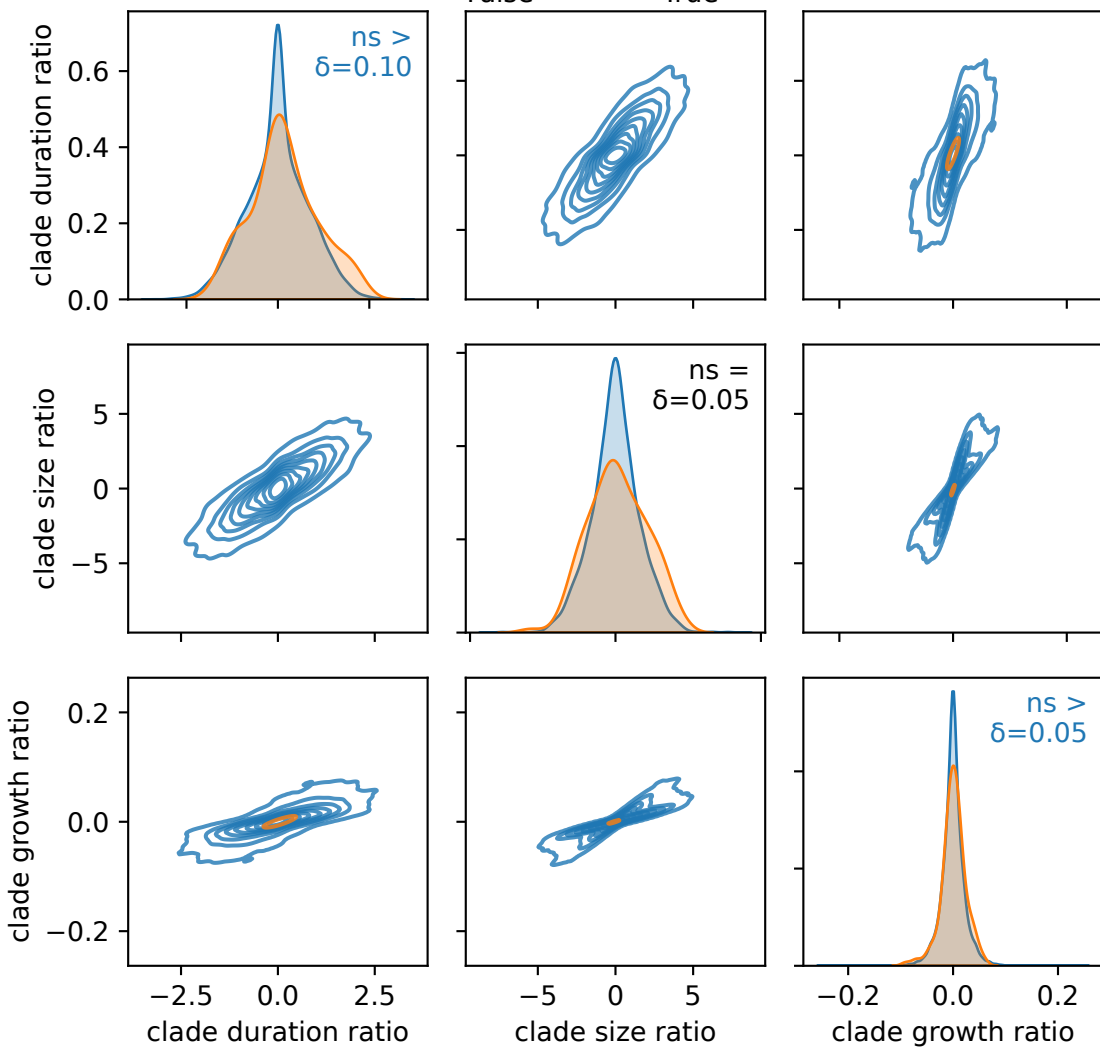 clade duration ratio
0.6
0.4
0.2
0.0
ns >
δ=0.10
clade size ratio
5
0
−5
ns =
δ=0.05
clade growth ratio
0.2
0.0
−0.2
ns >
δ=0.05
−2.5 0.0 2.5
−5 0 5
−0.2 0.0 0.2
clade duration ratio
clade size ratio
clade growth ratio